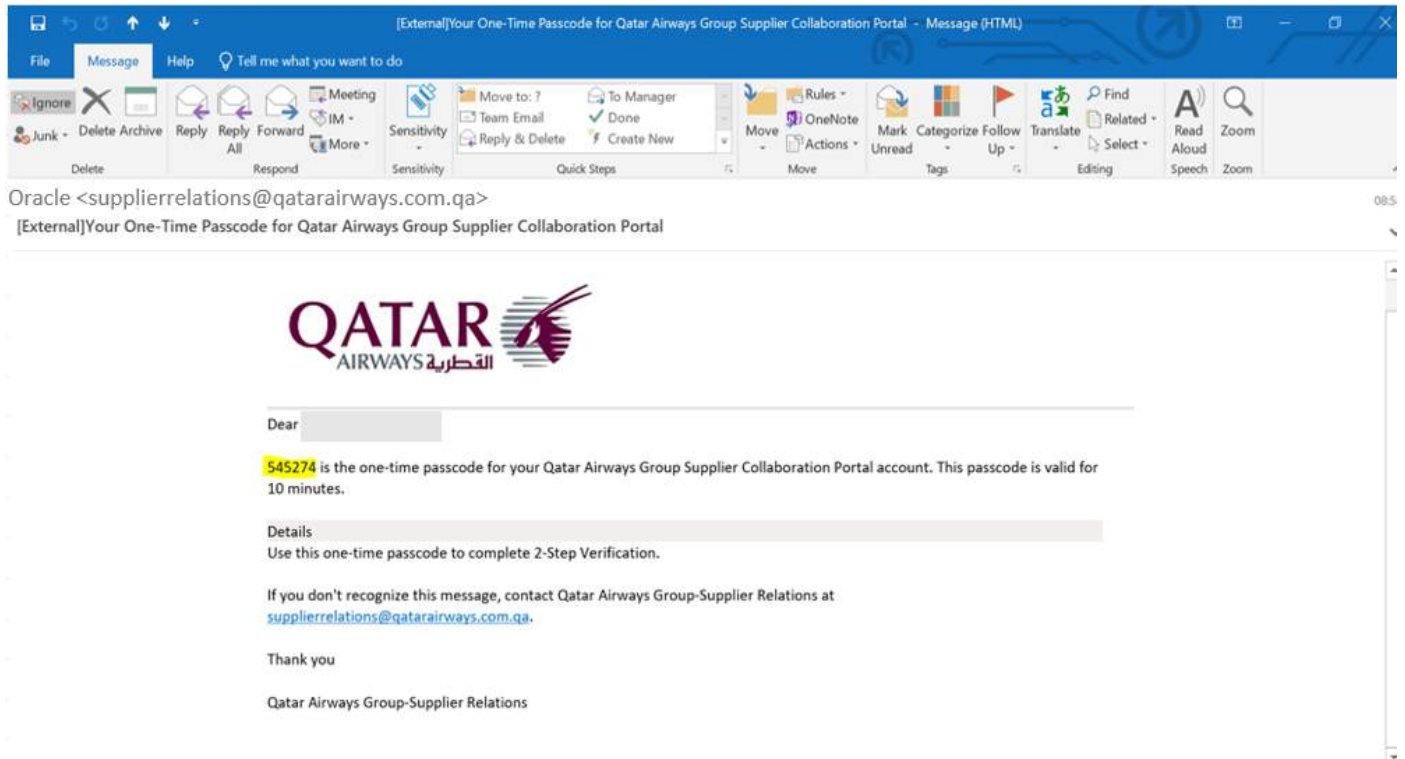 [External]Your One-Time Passcode for Qatar Airways Group Supplier Collaboration Portal - Message (HTML)
File Message Help Tell me what you want to do
Ignore
Junk
Delete Archive
Reply Reply All Forward
Meeting
IM
More
Sensitivity
Move to: ? To Manager
Team Email Done
Reply & Delete Create New
Move
Rules
OneNote
Actions
Mark Unread Categorize Follow Up
Translate
Find
Related
Select
Read Aloud
Zoom
Delete Respond Sensitivity Quick Steps Move Tags Editing Speech Zoom
Oracle <supplierrelations@qatarairways.com.qa>
[External]Your One-Time Passcode for Qatar Airways Group Supplier Collaboration Portal
QATAR
AIRWAYS القطرية
Dear
545274 is the one-time passcode for your Qatar Airways Group Supplier Collaboration Portal account. This passcode is valid for
10 minutes.
Details
Use this one-time passcode to complete 2-Step Verification.
If you don't recognize this message, contact Qatar Airways Group-Supplier Relations at
supplierrelations@qatarairways.com.qa.
Thank you
Qatar Airways Group-Supplier Relations